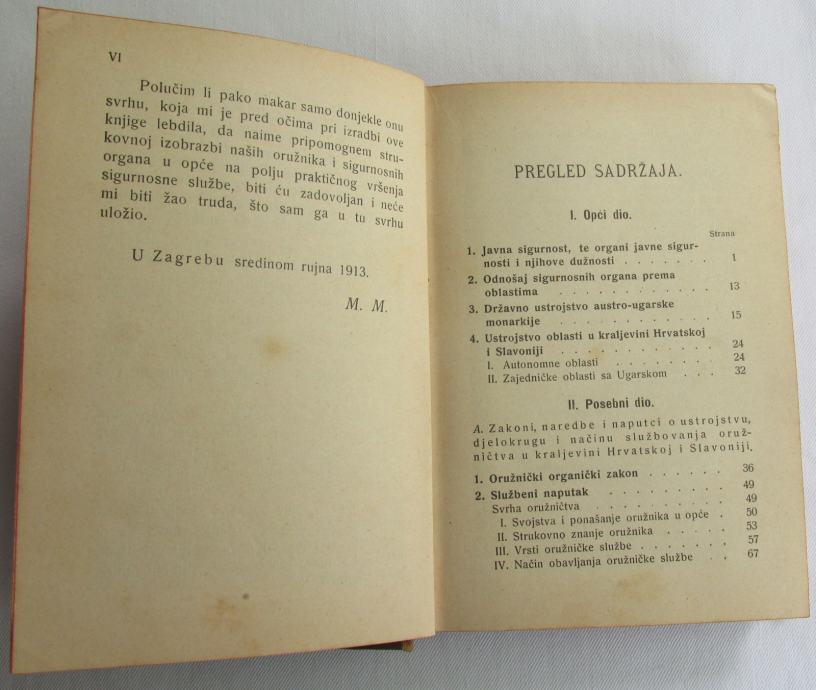 VI
Polučim li pako makar samo donjekle onu
svrhu, koja mi je pred očima pri izradbi ove
knjige lebdila, da naime pripomognem stru-
kovnoj izobrazbi naših oružnika i sigurnosnih
organa u opće na polju praktičnog vršenja
sigurnosne službe, biti ću zadovoljan i neće
mi biti žao truda, što sam ga u tu svrhu
uložio.
U Zagrebu sredinom rujna 1913.
M. M.
PREGLED SADRŽAJA.
I. Opći dio.
Strana
1. Javna sigurnost, te organi javne sigur-
nosti i njihove dužnosti . . . . . . . 1
2. Odnošaj sigurnosnih organa prema
oblastima . . . . . . . . . . . . 13
3. Državno ustrojstvo austro-ugarske
monarkije . . . . . . . . . . . . 15
4. Ustrojstvo oblasti u kraljevini Hrvatskoj
i Slavoniji . . . . . . . . . . . . 24
I. Autonomne oblasti . . . . . . . 24
II. Zajedničke oblasti sa Ugarskom . . . 32
II. Posebni dio.
A. Zakoni, naredbe i naputci o ustrojstvu,
djelokrugu i načinu službovanja oruž-
ničtva u kraljevini Hrvatskoj i Slavoniji.
1. Oružnički organički zakon . . . . . . 36
2. Službeni naputak . . . . . . . . . 49
Svrha oružničtva . . . . . . . . . . 49
I. Svojstva i ponašanje oružnika u opće . 50
II. Strukovno znanje oružnika . . . . . 53
III. Vrsti oružničke službe . . . . . . . 57
IV. Način obavljanja oružničke službe . . 67